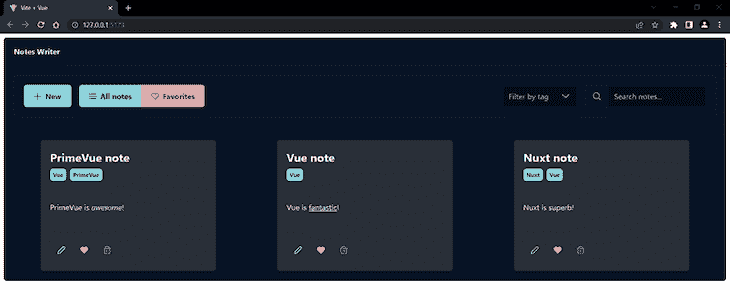 Vite + Vue
127.0.0.1:5173
Notes Writer
New
All notes
Favorites
Filter by tag
Search notes...
PrimeVue note
Vue PrimeVue
PrimeVue is awesome!
Vue note
Vue
Vue is fantastic!
Nuxt note
Nuxt Vue
Nuxt is superb!